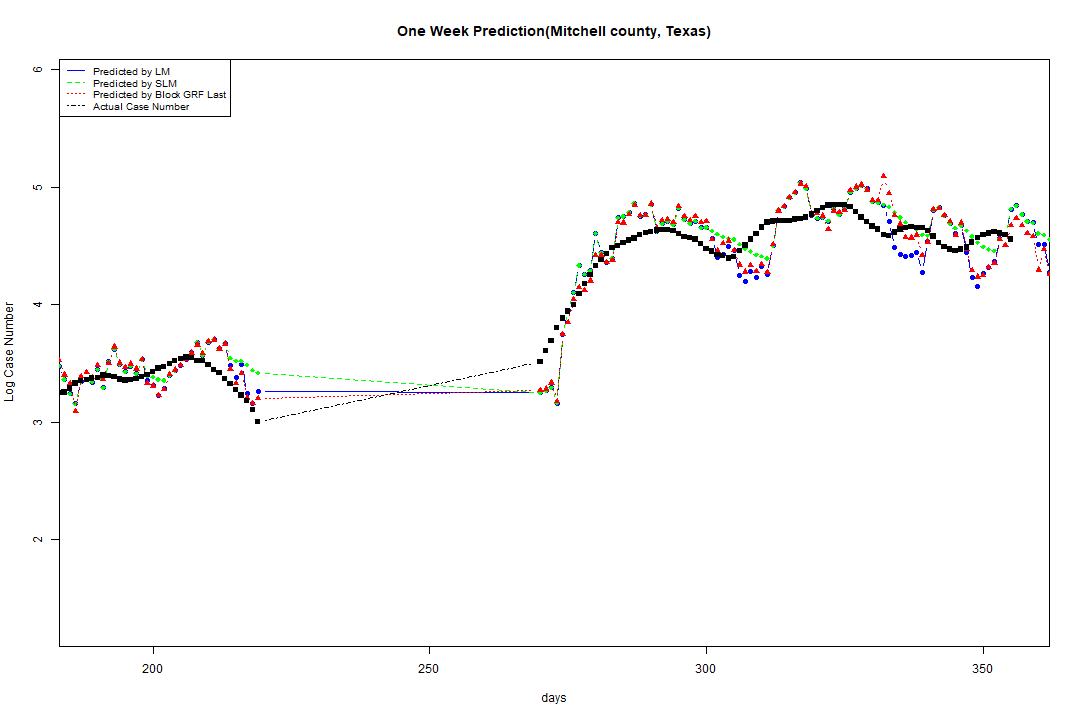 One Week Prediction(Mitchell county, Texas)
Predicted by LM
Predicted by SLM
Predicted by Block GRF Last
Actual Case Number
6
5
4
3
2
Log Case Number
200 250 300 350
days